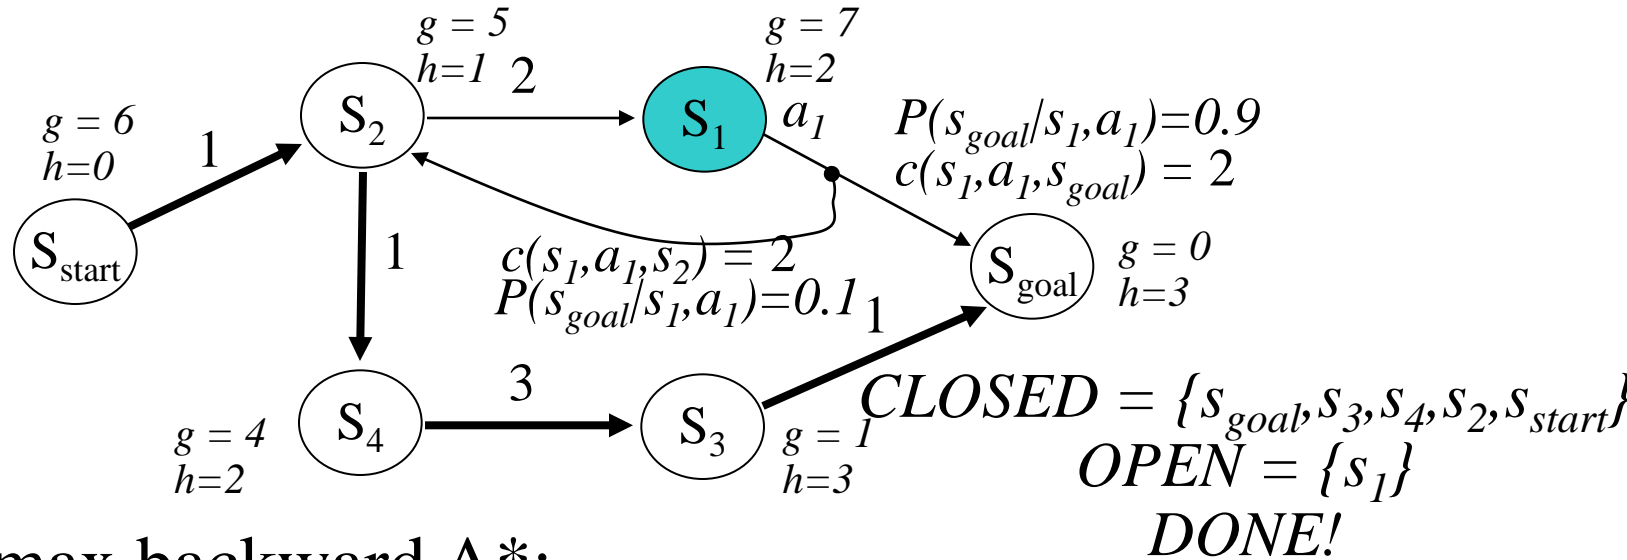 g = 5
h=1
g = 7
h=2
2
S2
S1
a1
P(sgoal/s1,a1)=0.9
c(s1,a1,sgoal) = 2
g = 6
h=0
1
Sstart
1
c(s1,a1,s2) = 2
P(sgoal/s1,a1)=0.1
1
Sgoal
g = 0
h=3
3
S4
g = 4
h=2
S3
g = 1
h=3
CLOSED = {sgoal,s3,s4,s2,sstart}
OPEN = {s1}
DONE!
max backward A*: